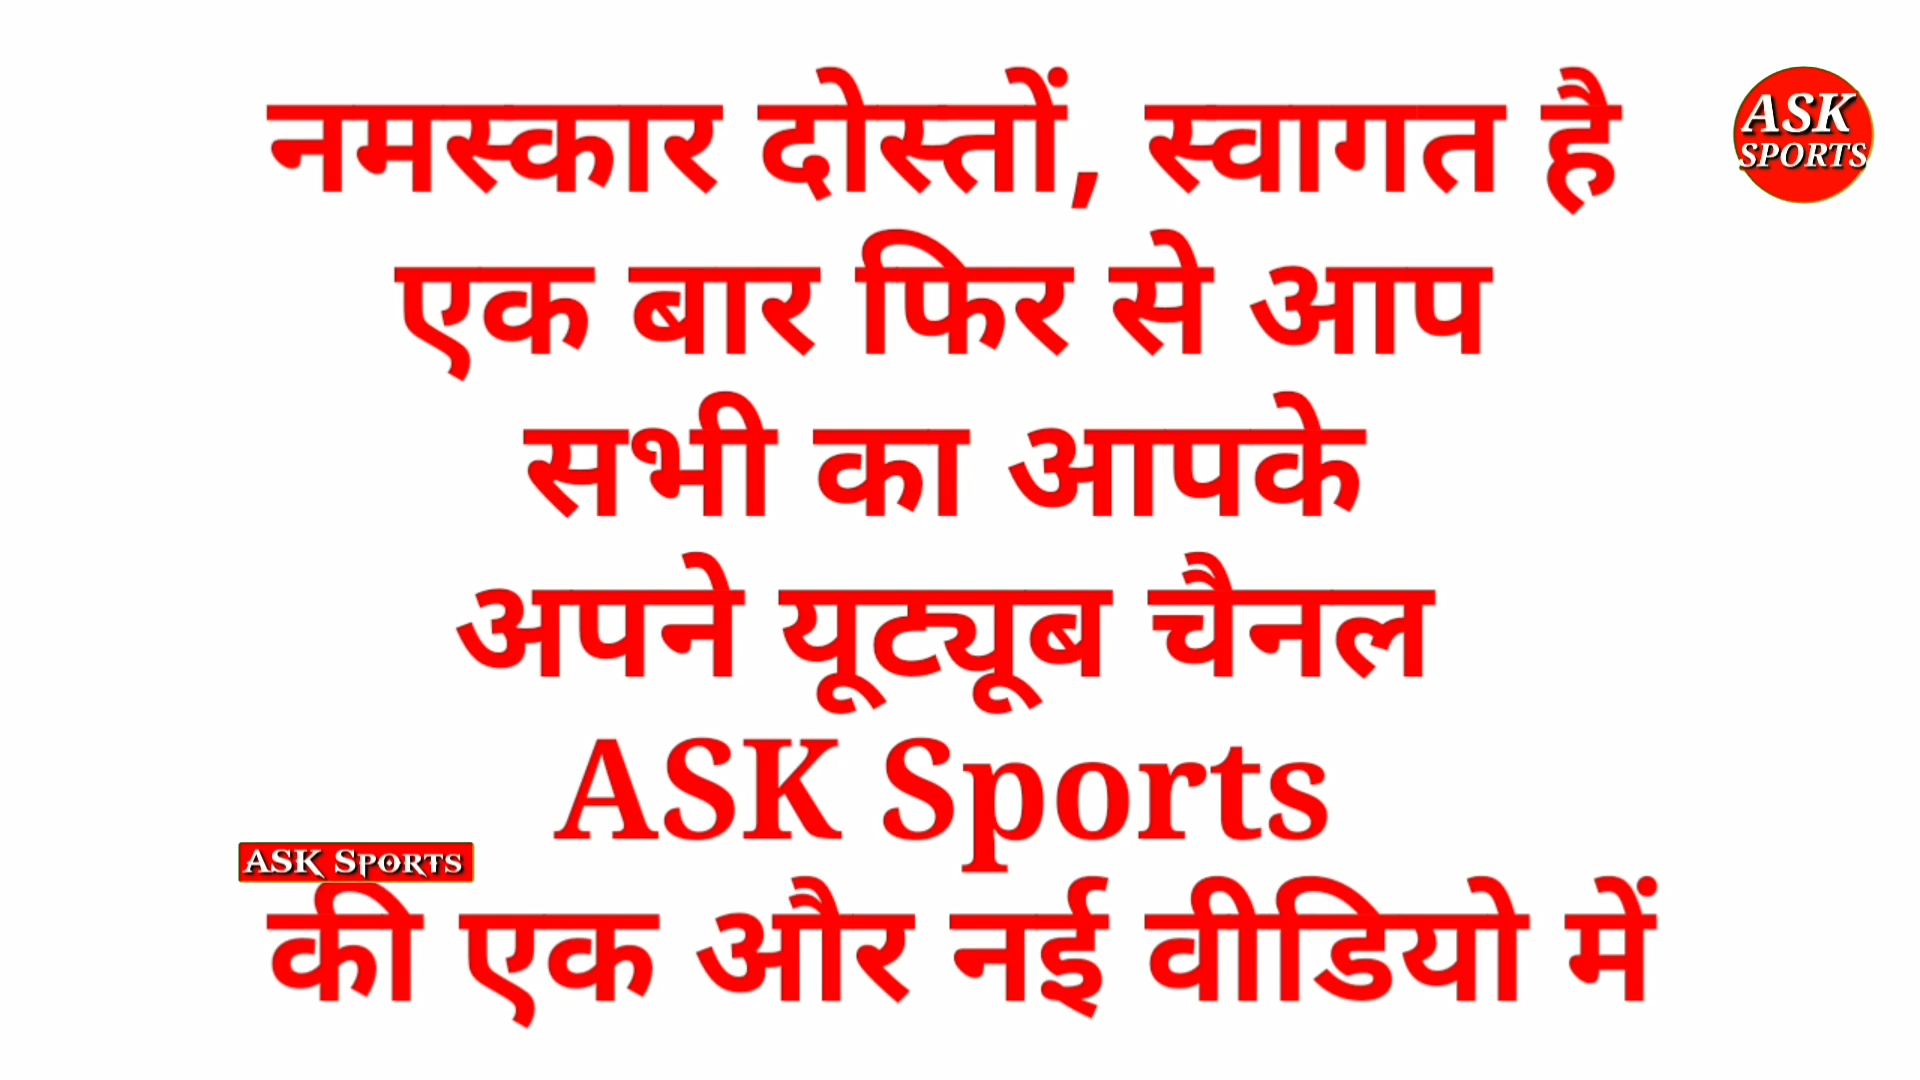 नमस्कार दोस्तों, स्वागत है
एक बार फिर से आप
सभी का आपके
अपने यूट्यूब चैनल
ASK Sports
की एक और नई वीडियो में
ASK
SPORTS
ASK SPORTS